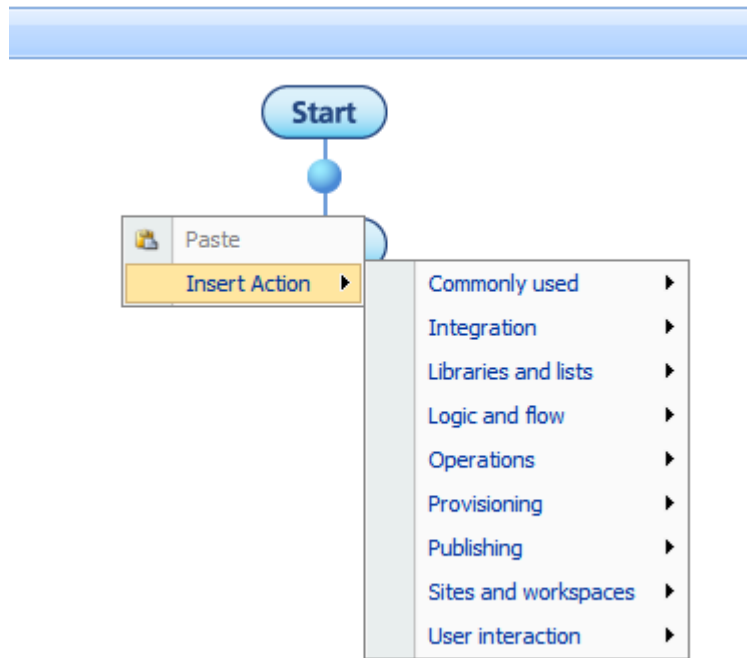 Start
Paste
Insert Action
Commonly used
Integration
Libraries and lists
Logic and flow
Operations
Provisioning
Publishing
Sites and workspaces
User interaction